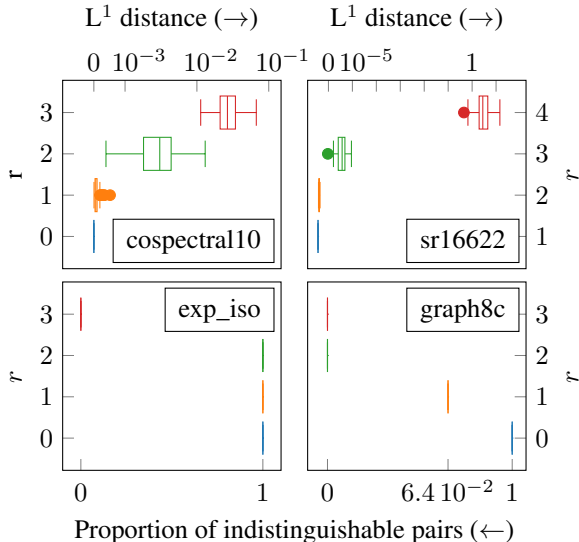 L¹ distance (→) L¹ distance (→)
0 10⁻³ 10⁻² 10⁻¹ 0 10⁻⁵ 1
3 4
2 3
1 2
0 1
r r
cospectral10 sr16622
exp_iso graph8c
3 3
2 2
1 1
0 0
r r
0 1 0 6.4 10⁻² 1
Proportion of indistinguishable pairs (←)